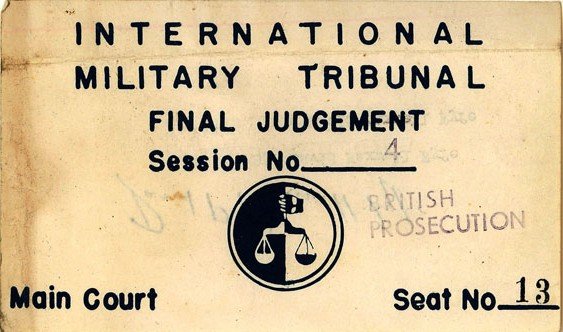 INTERNATIONAL
MILITARY TRIBUNAL
FINAL JUDGEMENT
Session No. 4
BRITISH
PROSECUTION
Main Court
Seat No. 13